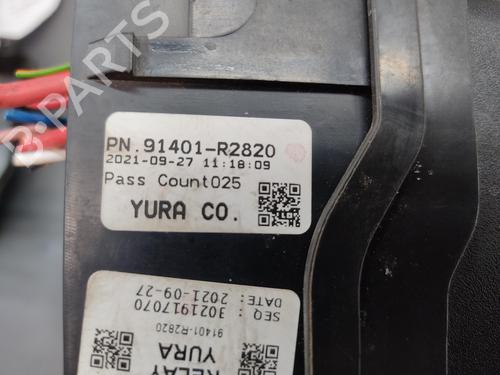 B-PARTS
PN.91401-R2820
2021-09-27 11:18:09
Pass Count025
YURA CO.
SEQ : 3021917070
DATE: 2021-09-27
91401-R2820
YURA
RELAY